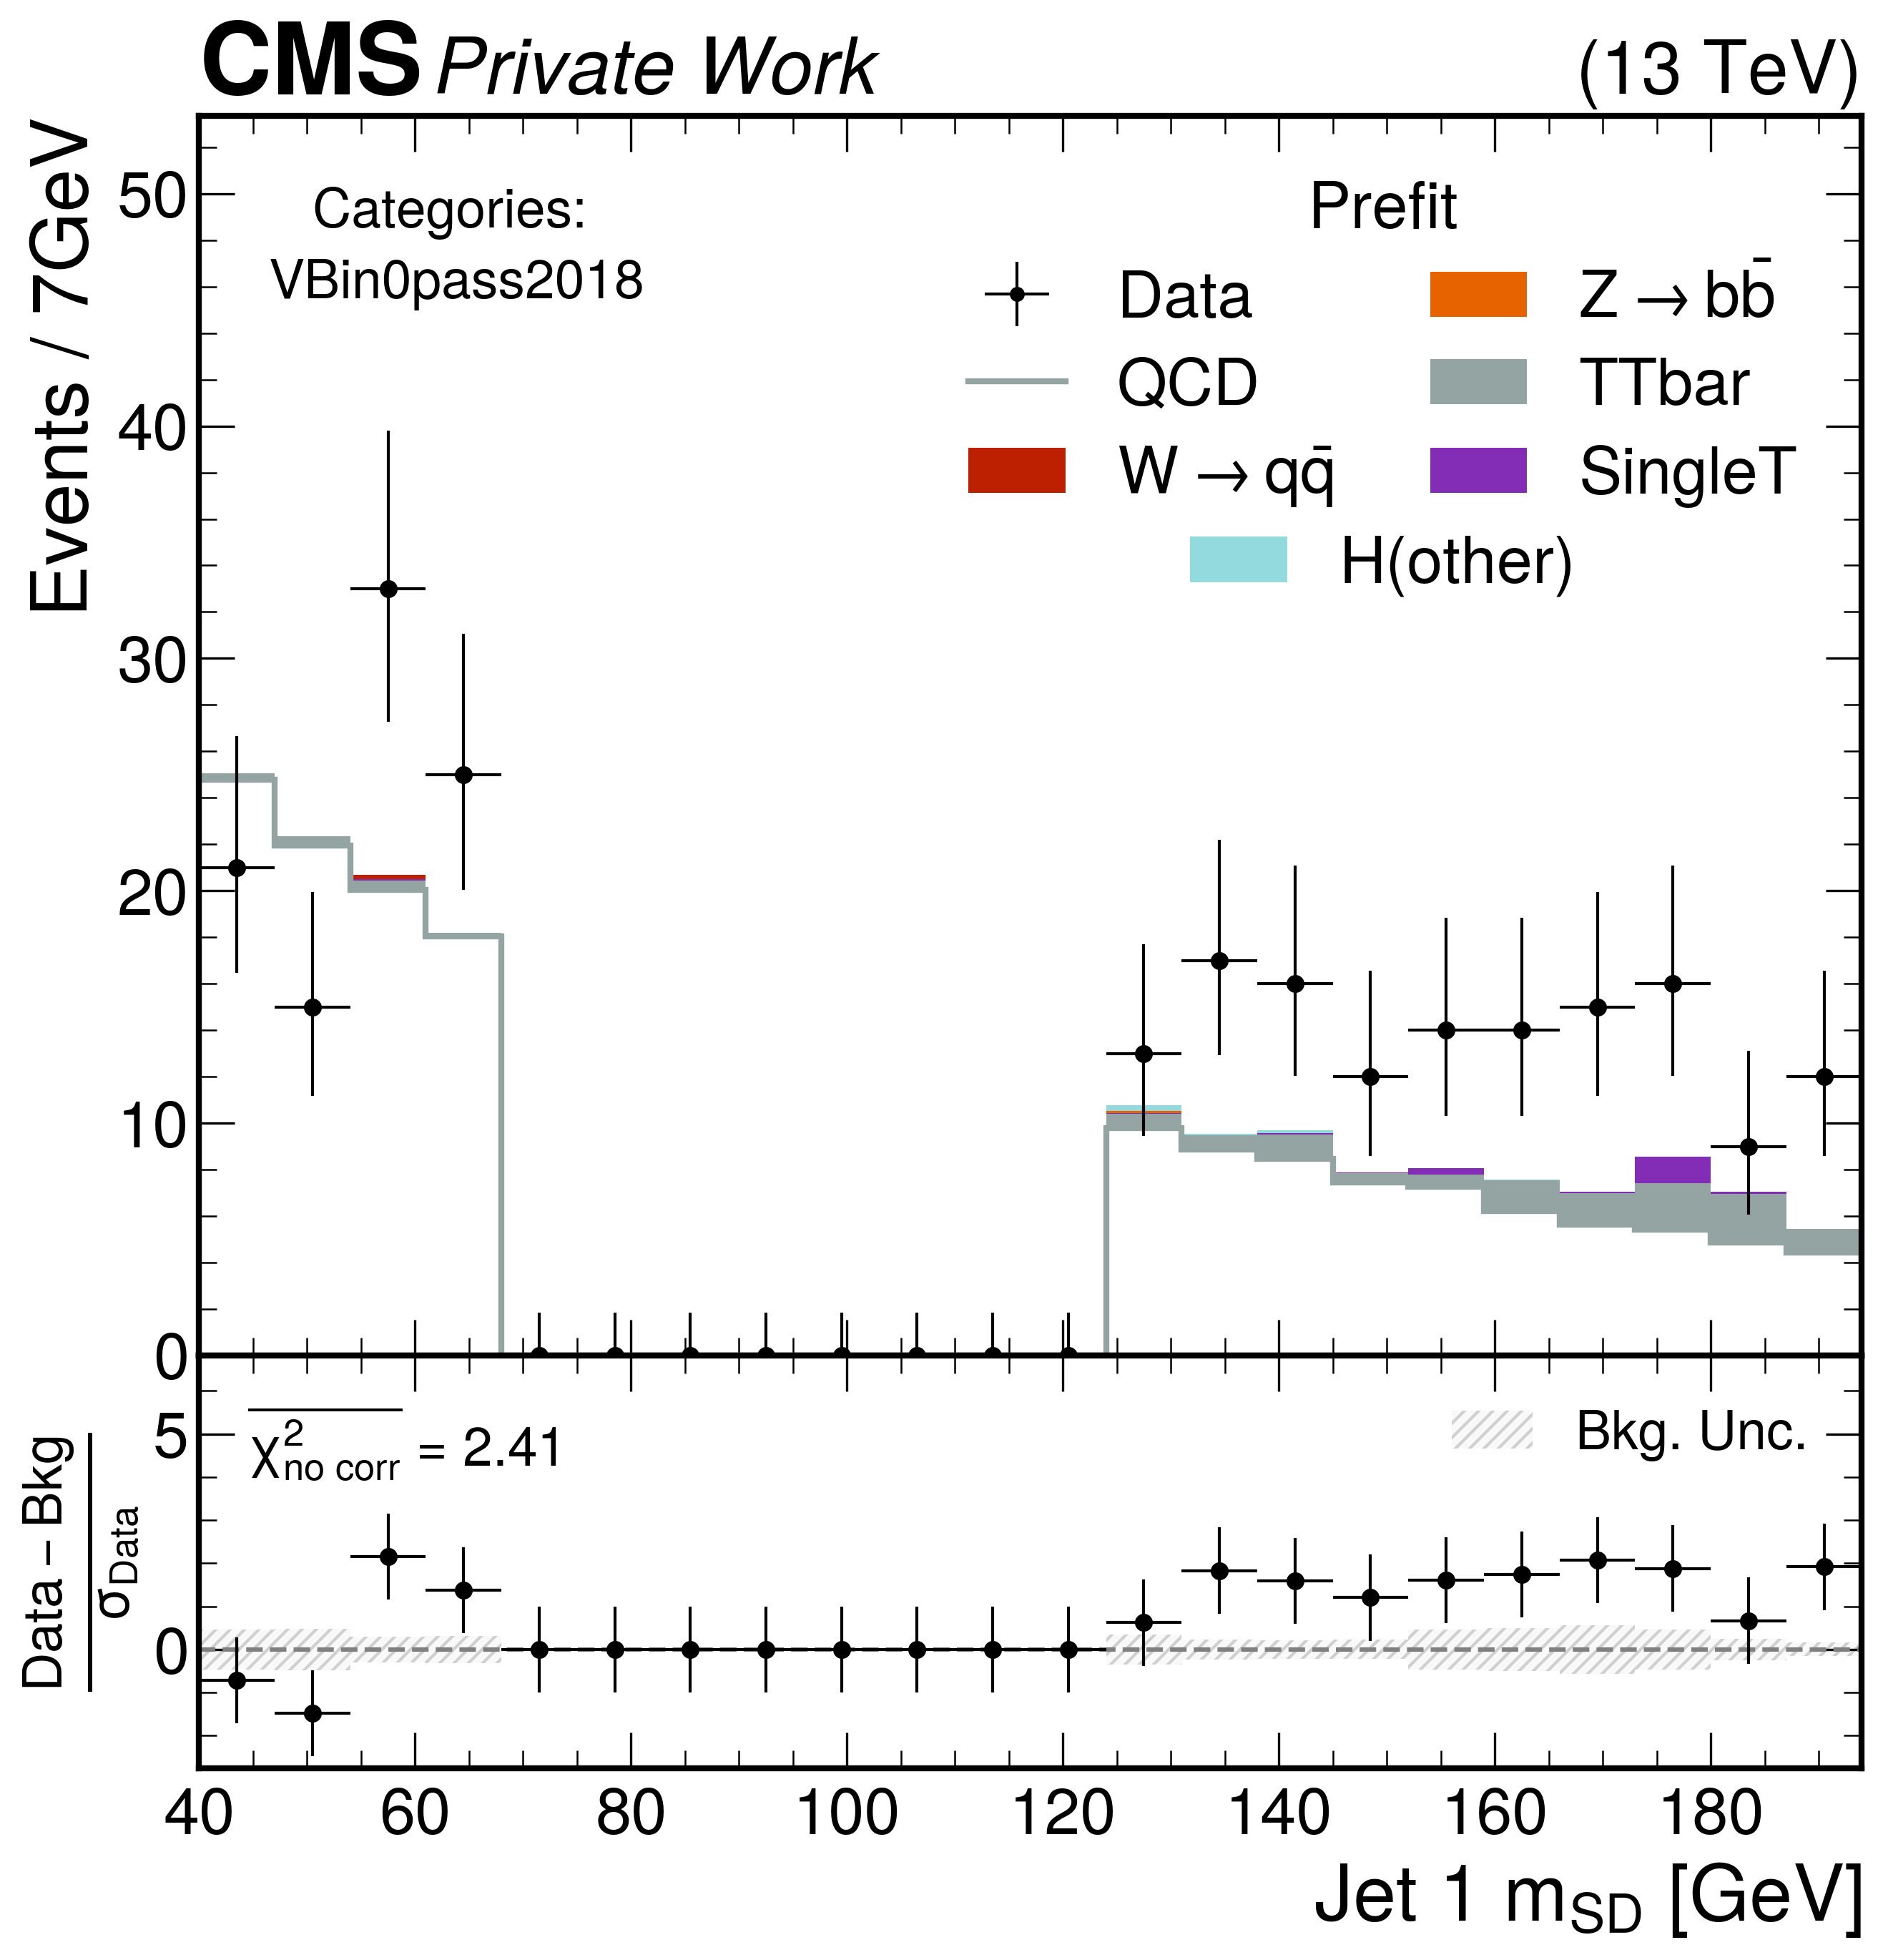 CMS Private Work (13 TeV)
Events / 7GeV
50
40
30
20
10
0
Categories:
VBin0pass2018
Prefit
Data
Z → bb̄
QCD
TTbar
W → qq̄
SingleT
H(other)
Data − Bkg
σData
5
0
χ²no corr = 2.41
Bkg. Unc.
40 60 80 100 120 140 160 180
Jet 1 mSD [GeV]